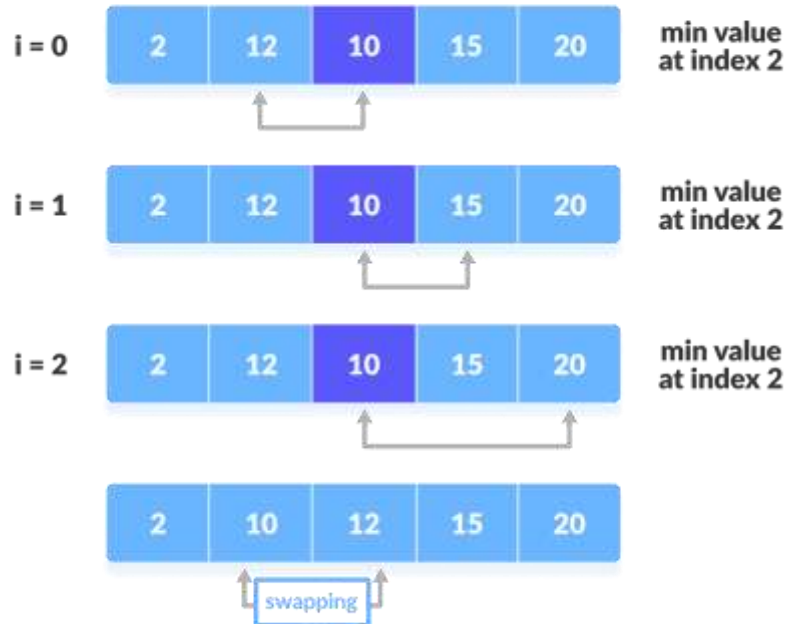 i = 0 2 12 10 15 20 min value
at index 2
i = 1 2 12 10 15 20 min value
at index 2
i = 2 2 12 10 15 20 min value
at index 2
2 10 12 15 20
swapping